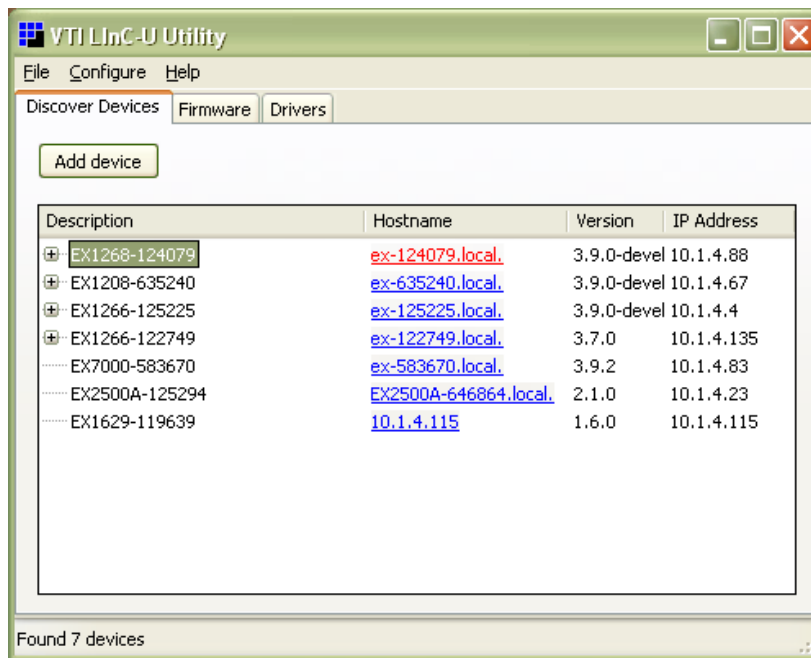 VTI LInC-U Utility
File Configure Help
Discover Devices Firmware Drivers
Add device
Description Hostname Version IP Address
EX1268-124079 ex-124079.local. 3.9.0-devel 10.1.4.88
EX1208-635240 ex-635240.local. 3.9.0-devel 10.1.4.67
EX1266-125225 ex-125225.local. 3.9.0-devel 10.1.4.4
EX1266-122749 ex-122749.local. 3.7.0 10.1.4.135
EX7000-583670 ex-583670.local. 3.9.2 10.1.4.83
EX2500A-125294 EX2500A-646864.local. 2.1.0 10.1.4.23
EX1629-119639 10.1.4.115 1.6.0 10.1.4.115
Found 7 devices